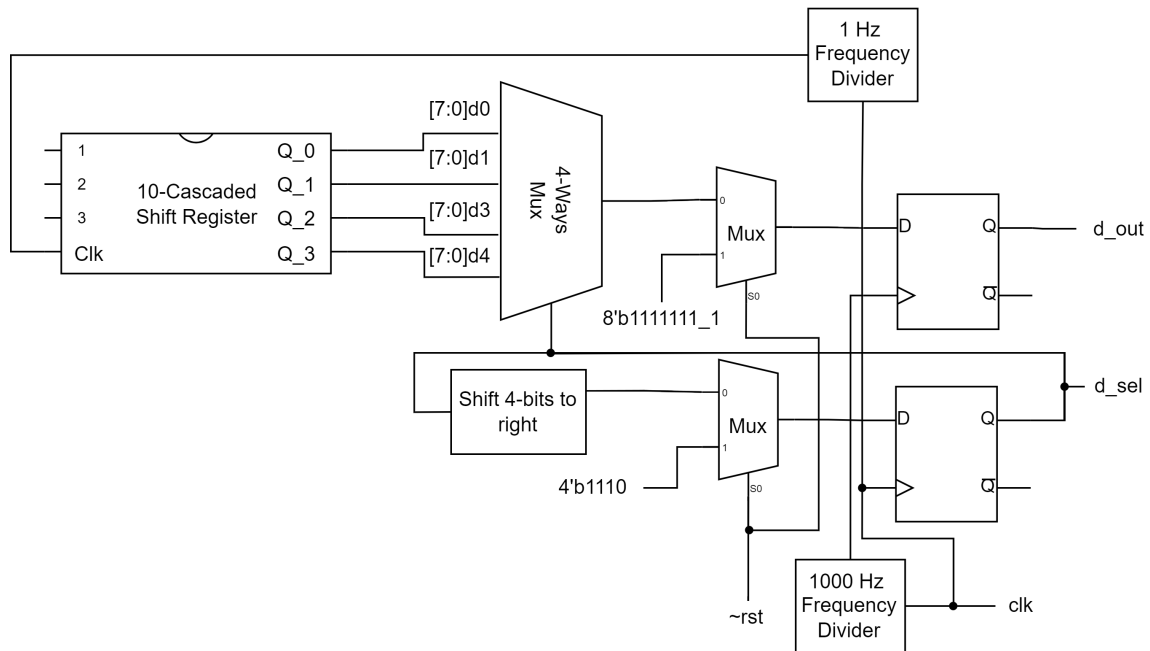 1 Hz
Frequency
Divider
[7:0]d0
1
Q_0
[7:0]d1
2
10-Cascaded
Shift Register
Q_1
[7:0]d3
3
Q_2
[7:0]d4
Clk
Q_3
4-Ways
Mux
0
Mux
1
S0
8'b1111111_1
D
Q
Q
d_out
Shift 4-bits to
right
0
Mux
1
S0
4'b1110
D
Q
Q
d_sel
~rst
1000 Hz
Frequency
Divider
clk